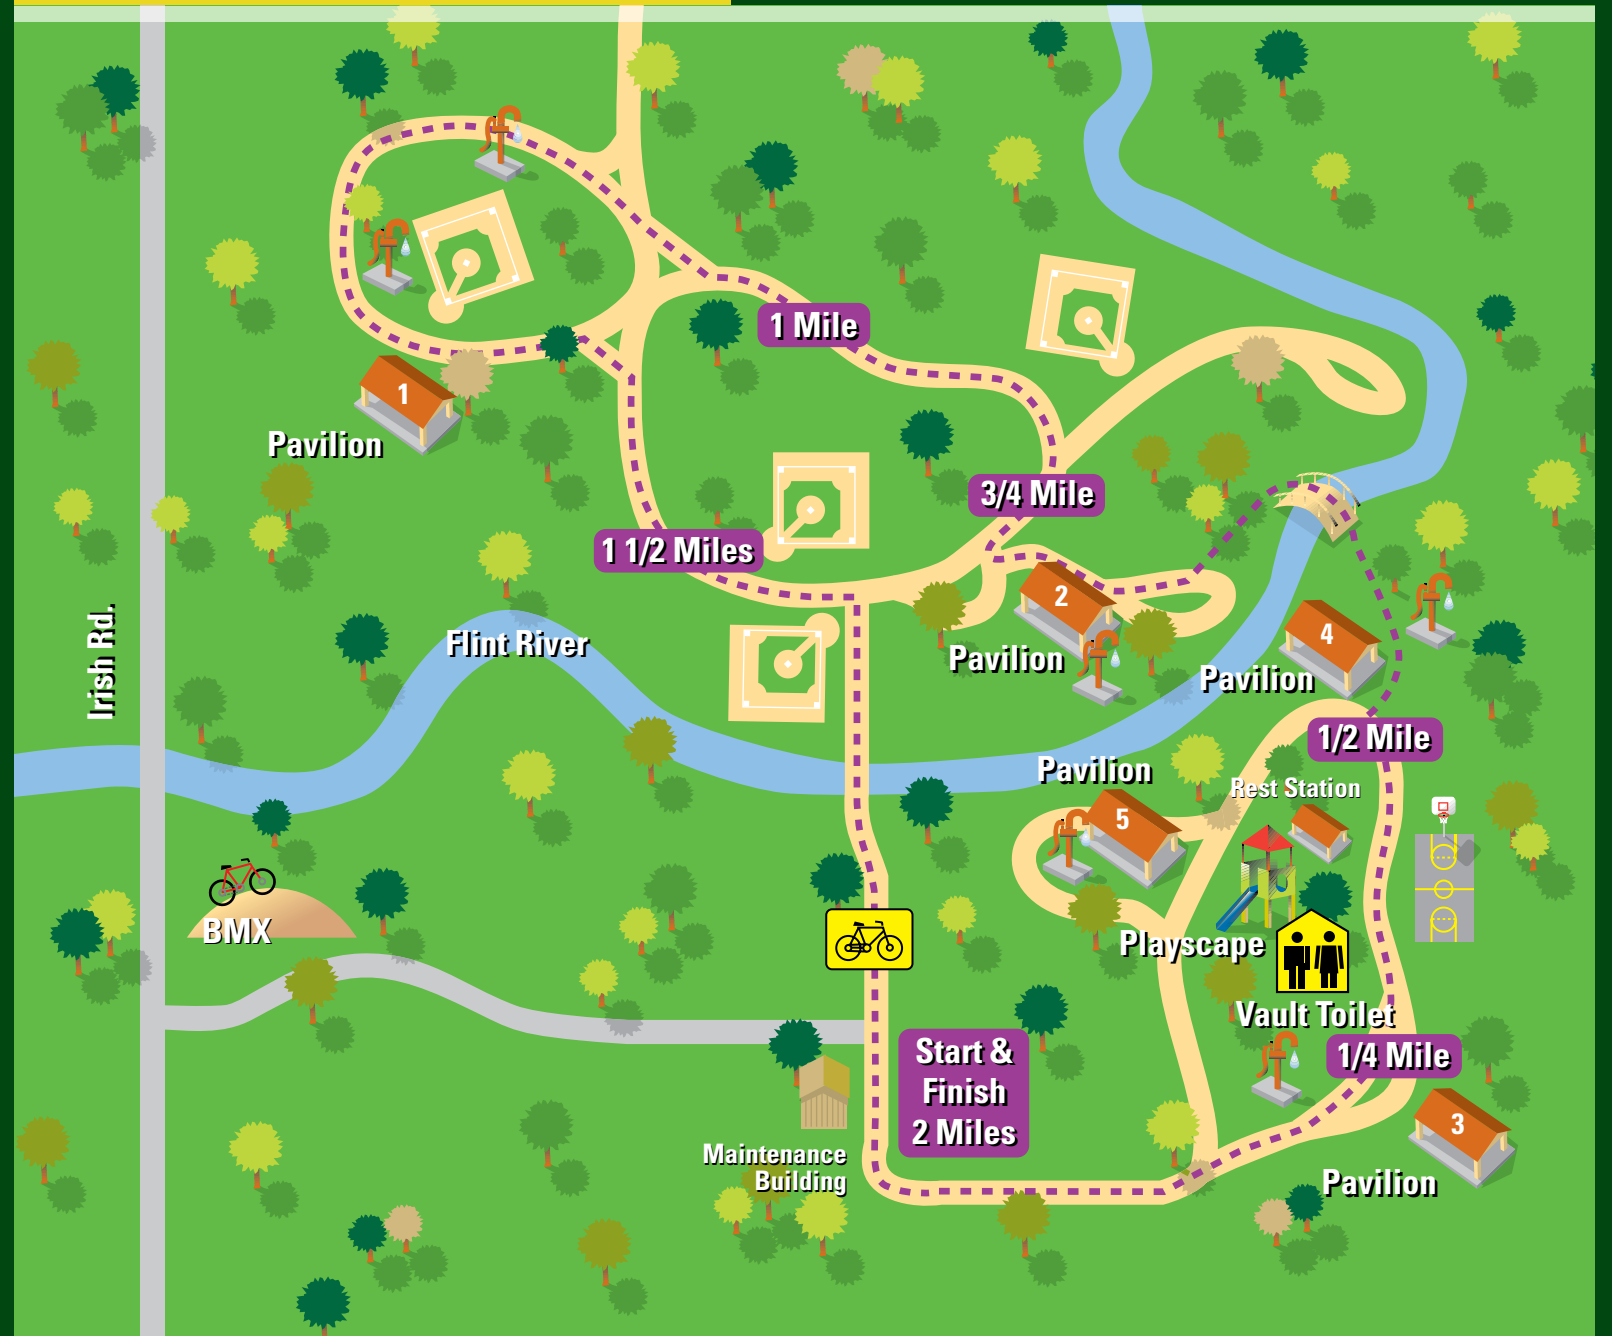 1 Mile
1
Pavilion
3/4 Mile
1 1/2 Miles
2
Irish Rd.
Flint River
4
Pavilion
Pavilion
1/2 Mile
Pavilion
Rest Station
5
BMX
Playscape
Vault Toilet
Start &
Finish
2 Miles
1/4 Mile
3
Maintenance
Building
Pavilion